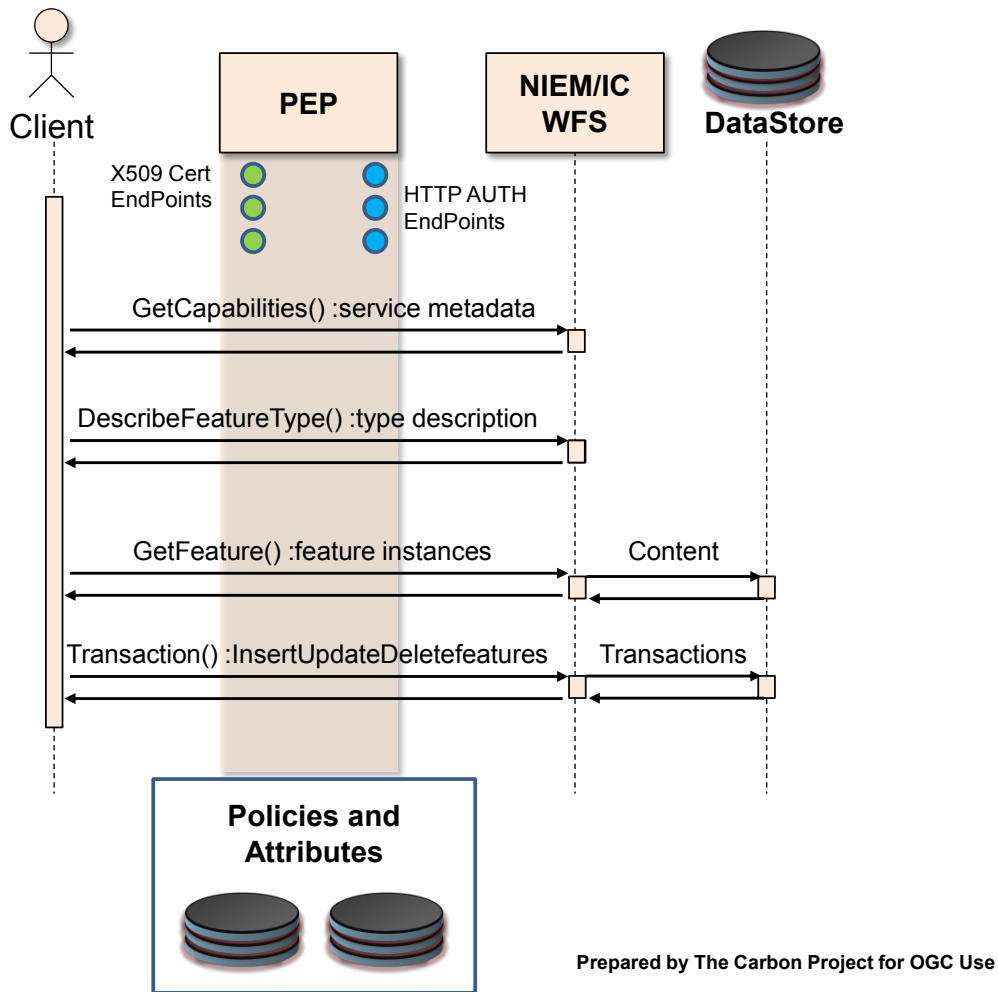 Client
PEP
NIEM/IC
WFS
DataStore
X509 Cert
EndPoints
HTTP AUTH
EndPoints
GetCapabilities() :service metadata
DescribeFeatureType() :type description
GetFeature() :feature instances
Content
Transaction() :InsertUpdateDeletefeatures
Transactions
Policies and
Attributes
Prepared by The Carbon Project for OGC Use